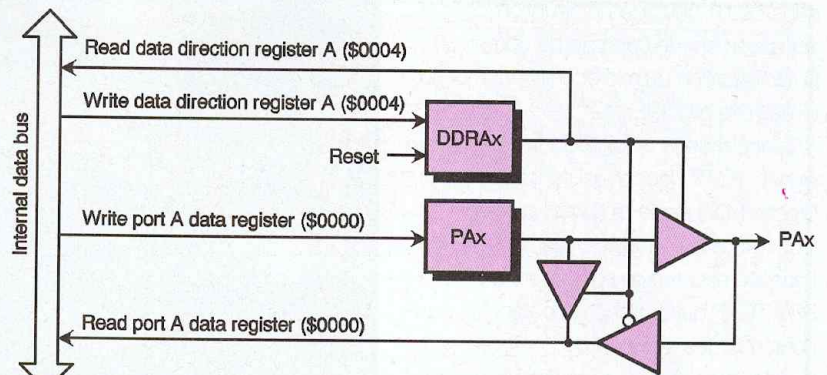 Read data direction register A ($0004)
Write data direction register A ($0004)
DDRAx
Reset
Internal data bus
Write port A data register ($0000)
PAx
PAx
Read port A data register ($0000)